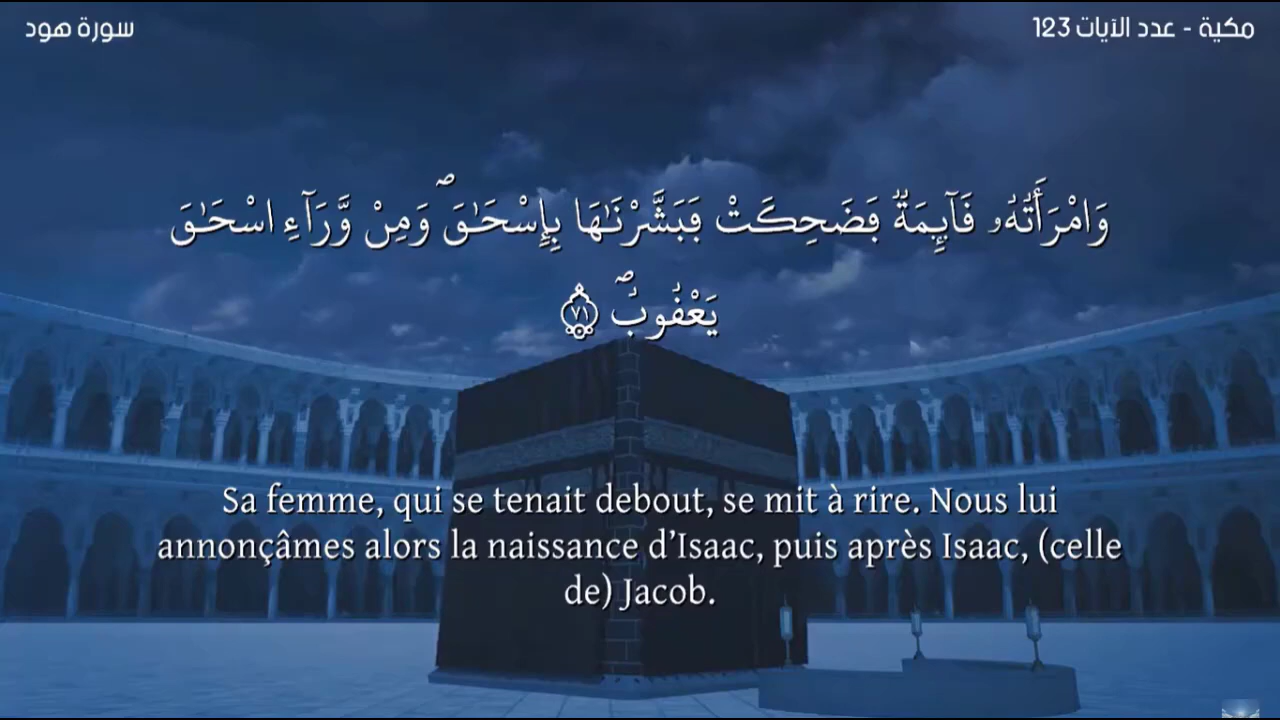 مكية - عدد الآيات 123
سورة هود
وَامْرَأَتُهُۥ قَآئِمَةٞ فَضَحِكَتْ فَبَشَّرْنَٰهَا بِإِسْحَٰقَۖ وَمِنْ وَّرَآءِ اسْحَٰقَ
يَعْقُوبُۖ ٧١
Sa femme, qui se tenait debout, se mit à rire. Nous lui
annonçâmes alors la naissance d’Isaac, puis après Isaac, (celle
de) Jacob.